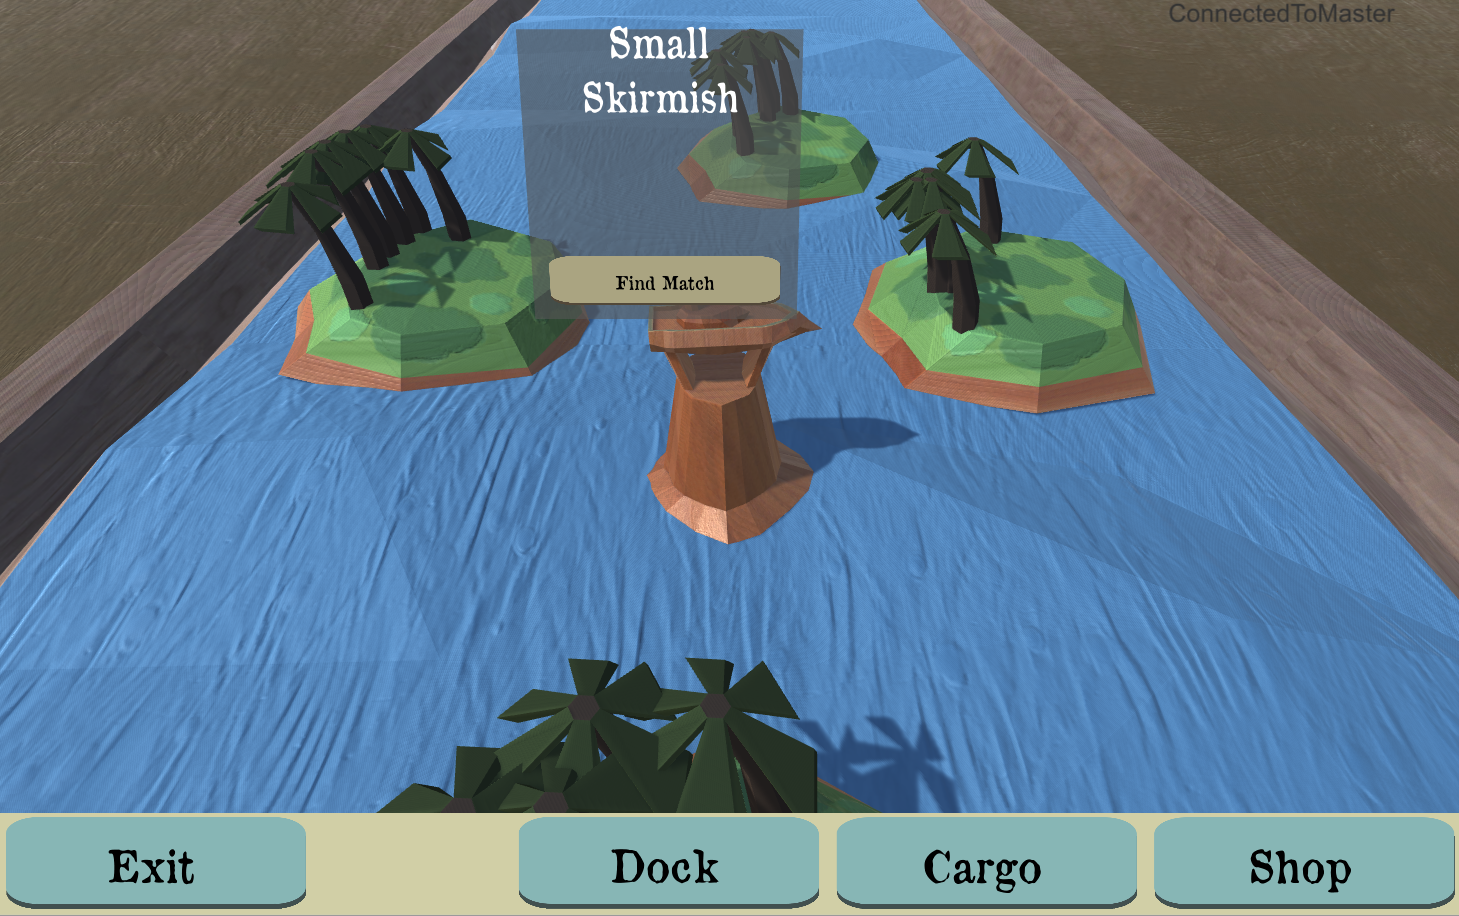 ConnectedToMaster
Small
Skirmish
Find Match
Exit
Dock
Cargo
Shop